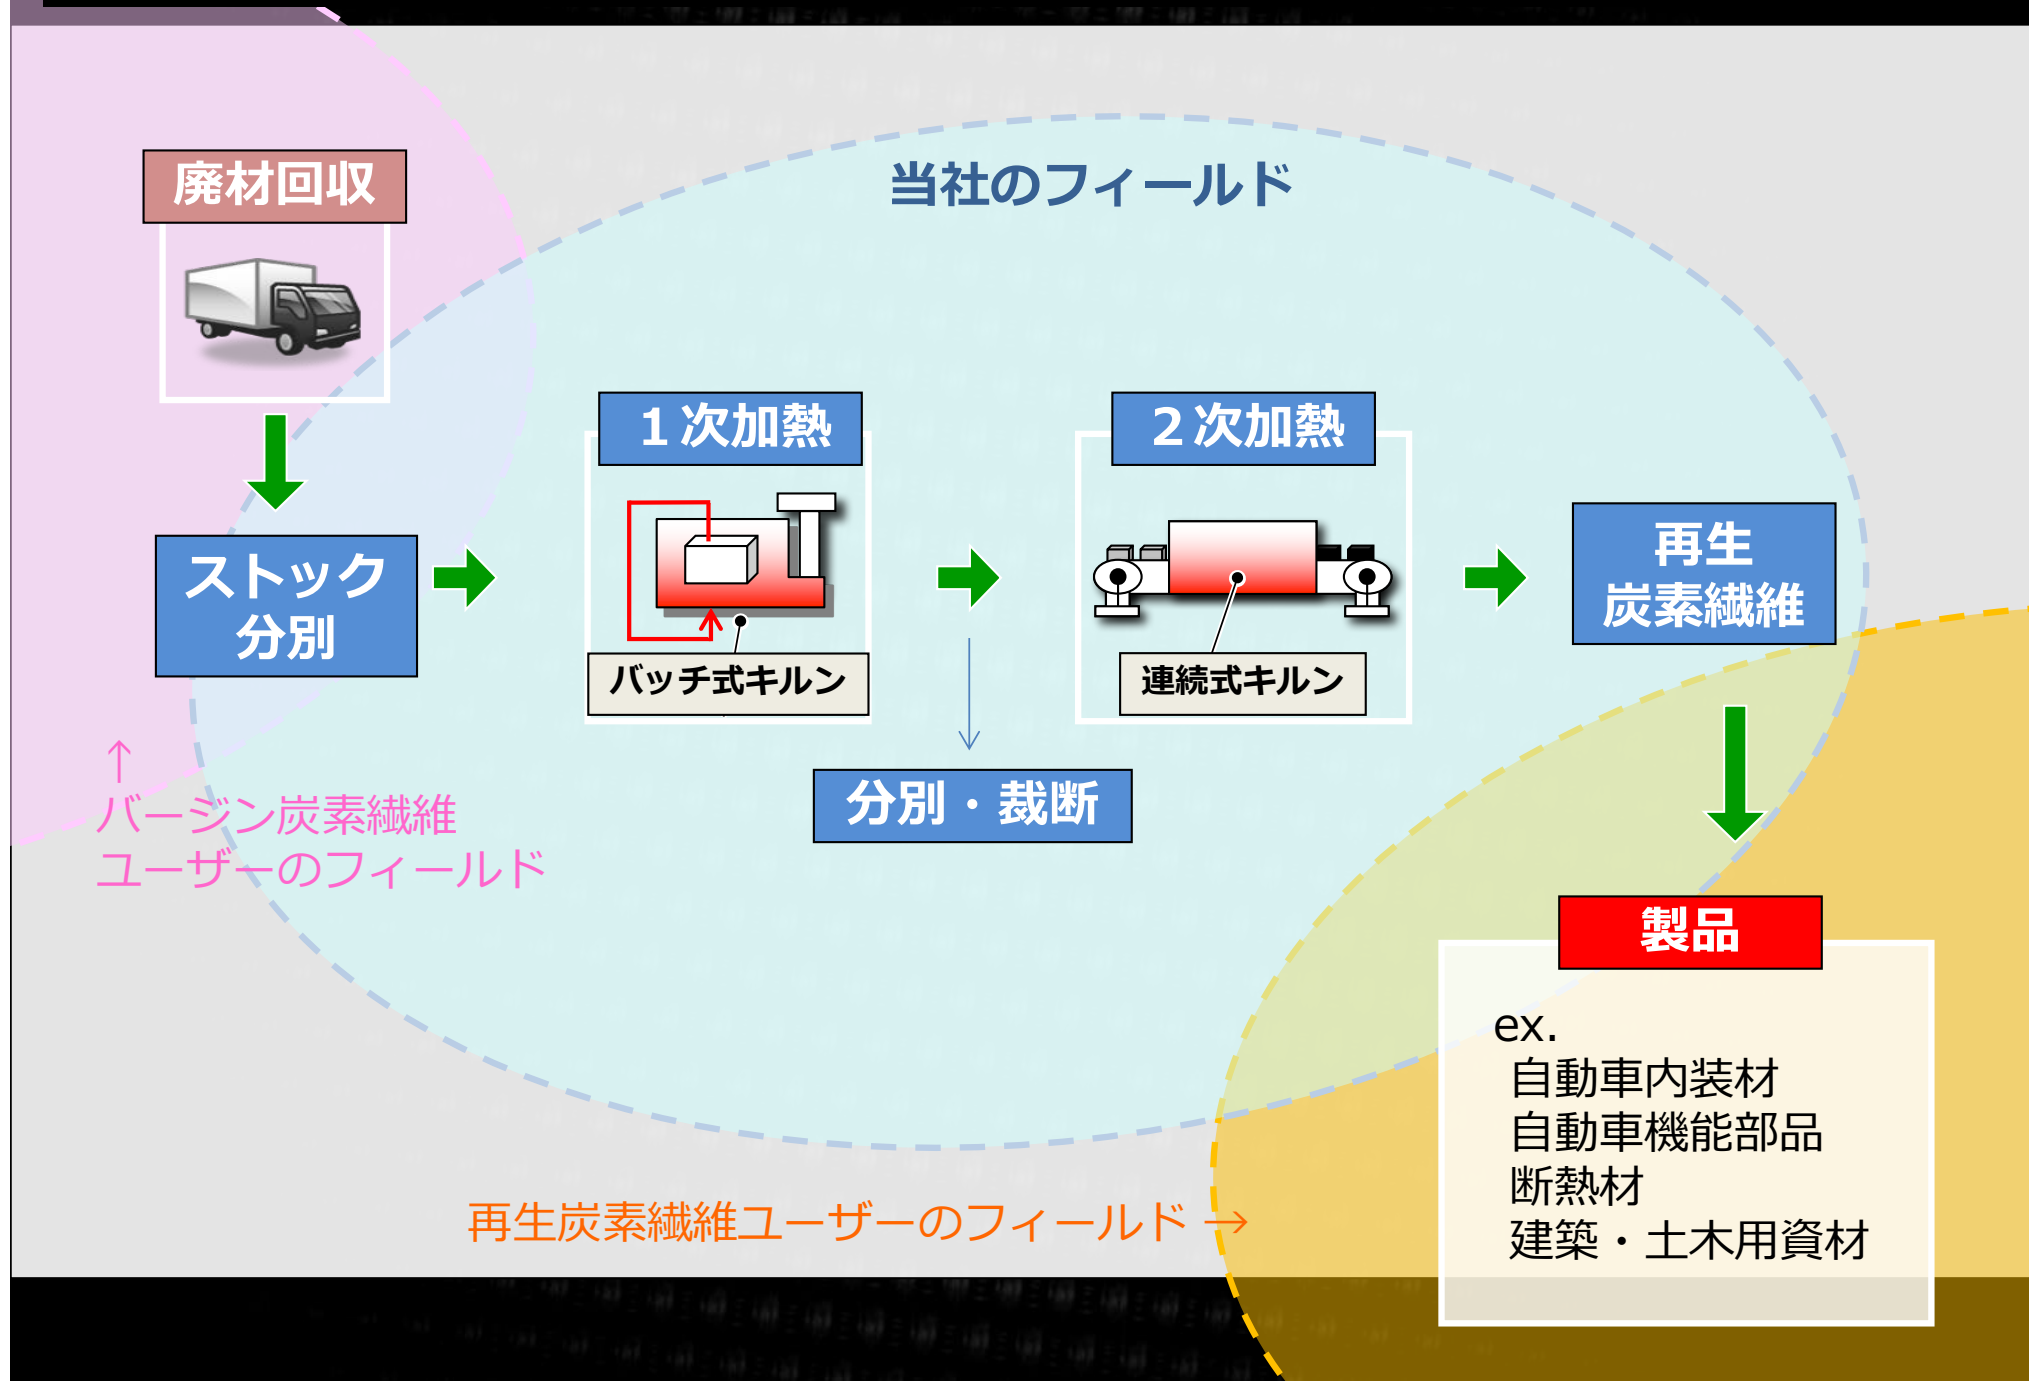 廃材回収
当社のフィールド
１次加熱
２次加熱
ストック
分別
再生
炭素繊維
バッチ式キルン
連続式キルン
↑
バージン炭素繊維
ユーザーのフィールド
分別・裁断
製品
ex.
自動車内装材
自動車機能部品
断熱材
建築・土木用資材
再生炭素繊維ユーザーのフィールド→